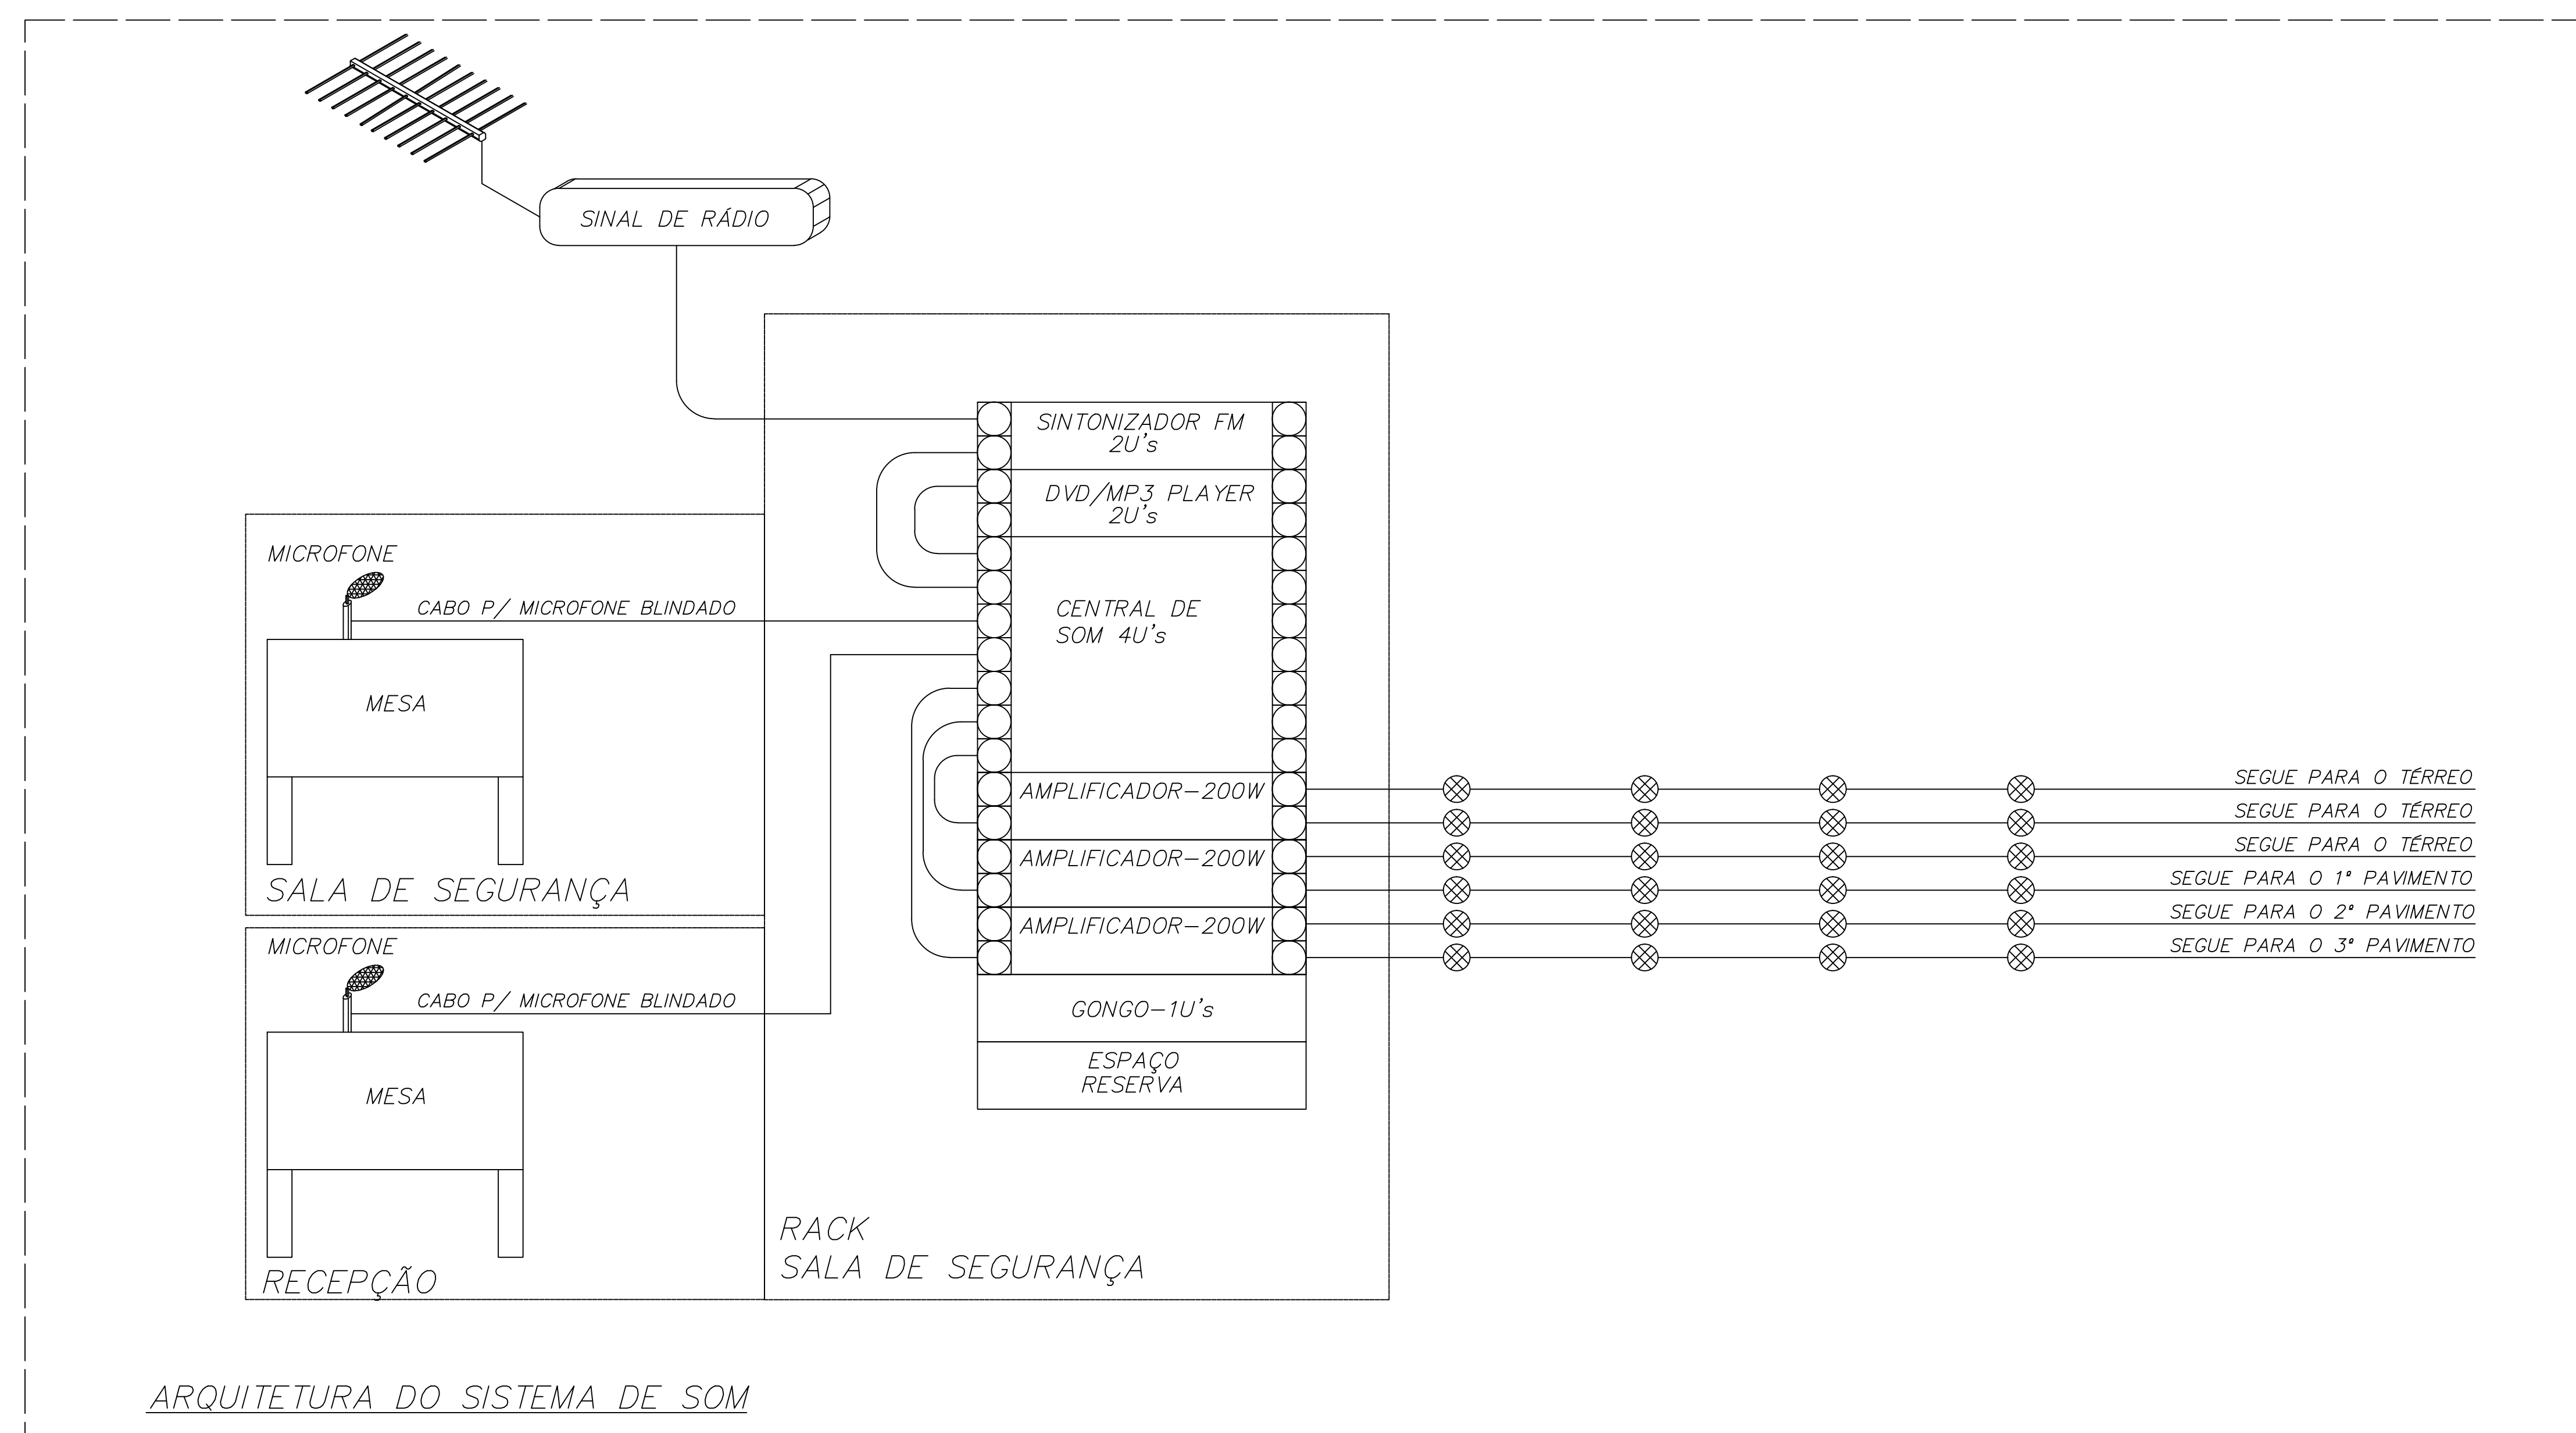 SINAL DE RÁDIO
SINTONIZADOR FM
2U's
DVD/MP3 PLAYER
2U's
CENTRAL DE
SOM 4U's
AMPLIFICADOR-200W
AMPLIFICADOR-200W
AMPLIFICADOR-200W
GONGO-1U's
ESPAÇO
RESERVA
MICROFONE
CABO P/ MICROFONE BLINDADO
MESA
SALA DE SEGURANÇA
MICROFONE
CABO P/ MICROFONE BLINDADO
MESA
RECEPÇÃO
RACK
SALA DE SEGURANÇA
SEGUE PARA O TÉRREO
SEGUE PARA O TÉRREO
SEGUE PARA O TÉRREO
SEGUE PARA O 1º PAVIMENTO
SEGUE PARA O 2º PAVIMENTO
SEGUE PARA O 3º PAVIMENTO
ARQUITETURA DO SISTEMA DE SOM